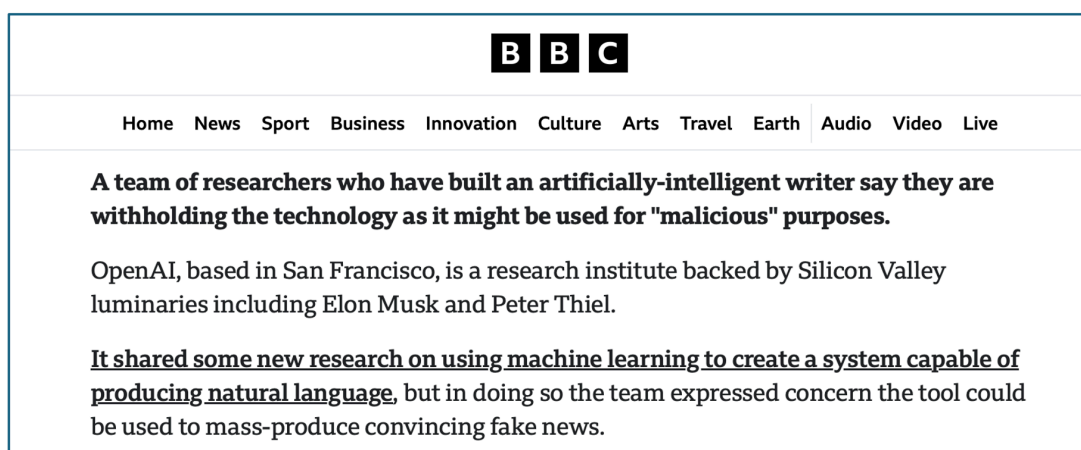 BBC
Home News Sport Business Innovation Culture Arts Travel Earth Audio Video Live
A team of researchers who have built an artificially-intelligent writer say they are
withholding the technology as it might be used for "malicious" purposes.
OpenAI, based in San Francisco, is a research institute backed by Silicon Valley
luminaries including Elon Musk and Peter Thiel.
It shared some new research on using machine learning to create a system capable of
producing natural language, but in doing so the team expressed concern the tool could
be used to mass-produce convincing fake news.